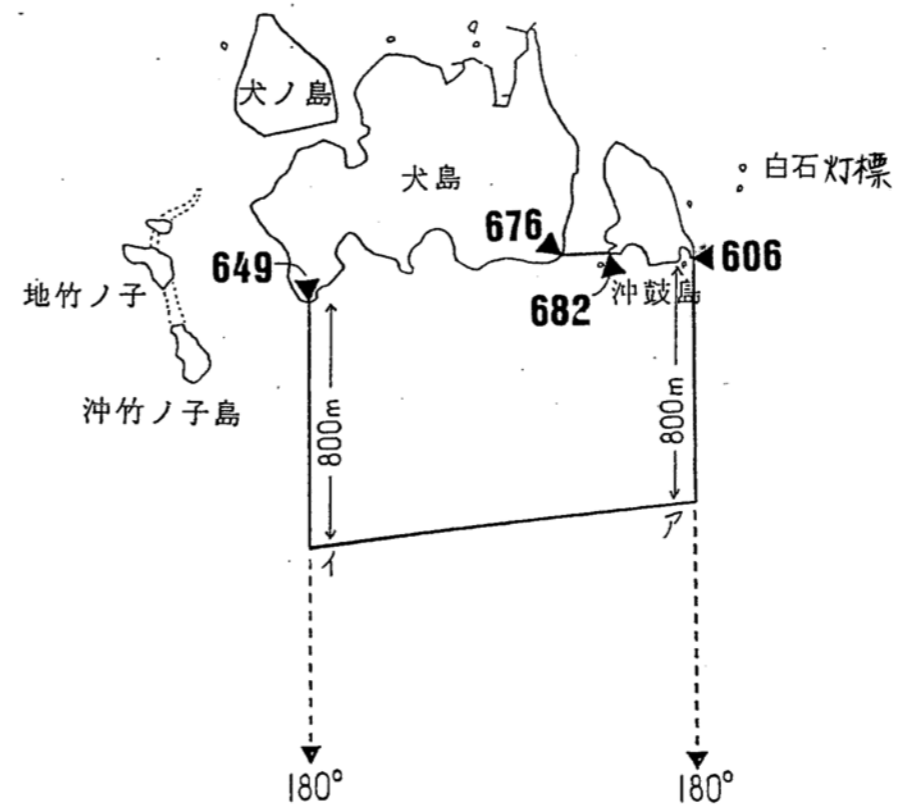 犬ノ島
犬島
白石灯標
676
649
606
地竹ノ子
682
沖鼓島
沖竹ノ子島
800m
800m
ア
イ
180°
180°